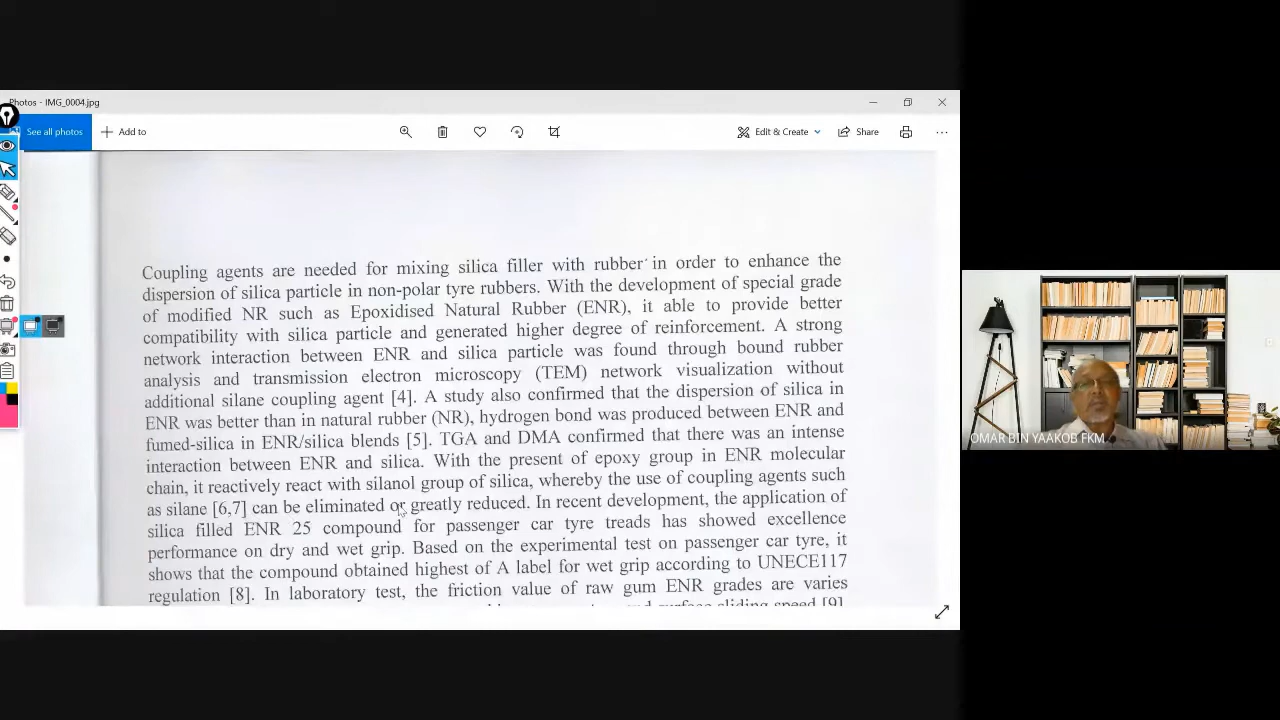 Photos - IMG_0004.jpg
See all photos
Add to
Edit & Create
Share
Coupling agents are needed for mixing silica filler with rubber in order to enhance the
dispersion of silica particle in non-polar tyre rubbers. With the development of special grade
of modified NR such as Epoxidised Natural Rubber (ENR), it able to provide better
compatibility with silica particle and generated higher degree of reinforcement. A strong
network interaction between ENR and silica particle was found through bound rubber
analysis and transmission electron microscopy (TEM) network visualization without
additional silane coupling agent [4]. A study also confirmed that the dispersion of silica in
ENR was better than in natural rubber (NR), hydrogen bond was produced between ENR and
fumed-silica in ENR/silica blends [5]. TGA and DMA confirmed that there was an intense
interaction between ENR and silica. With the present of epoxy group in ENR molecular
chain, it reactively react with silanol group of silica, whereby the use of coupling agents such
as silane [6,7] can be eliminated or greatly reduced. In recent development, the application of
silica filled ENR 25 compound for passenger car tyre treads has showed excellence
performance on dry and wet grip. Based on the experimental test on passenger car tyre, it
shows that the compound obtained highest of A label for wet grip according to UNECE117
regulation [8]. In laboratory test, the friction value of raw gum ENR grades are varies
and surface sliding speed [9]
OMAR BIN YAAKOB FKM